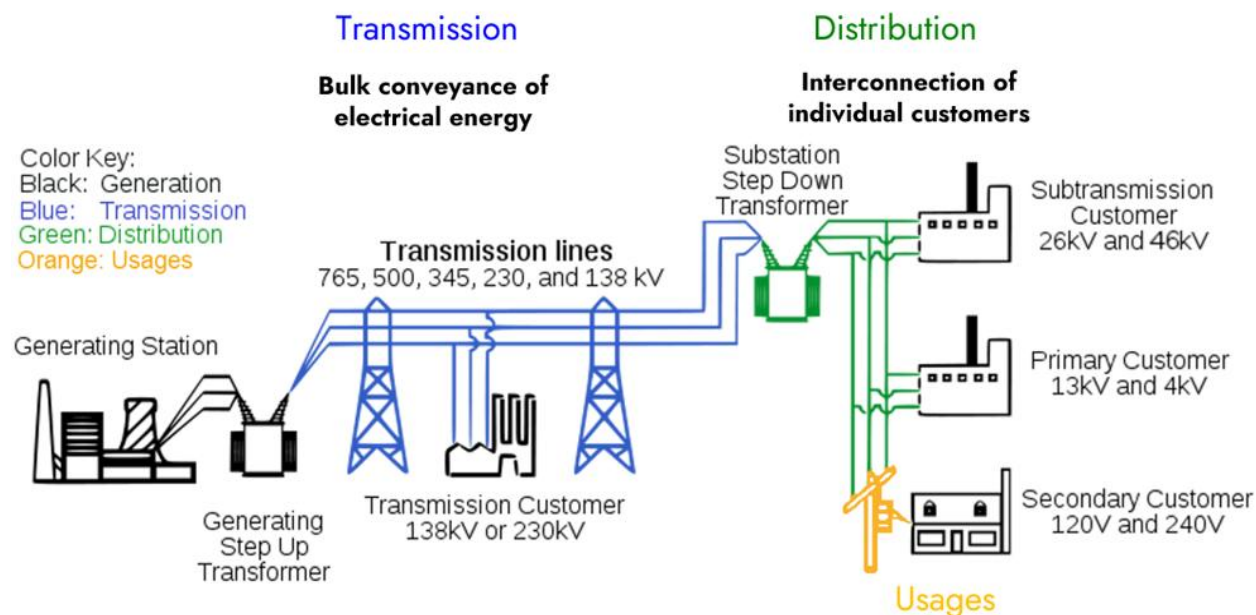 Transmission
Bulk conveyance of
electrical energy
Distribution
Interconnection of
individual customers
Color Key:
Black: Generation
Blue: Transmission
Green: Distribution
Orange: Usages
Substation
Step Down
Transformer
Subtransmission
Customer
26kV and 46kV
Transmission lines
765, 500, 345, 230, and 138 kV
Generating Station
Primary Customer
13kV and 4kV
Transmission Customer
138kV or 230kV
Secondary Customer
120V and 240V
Generating
Step Up
Transformer
Usages